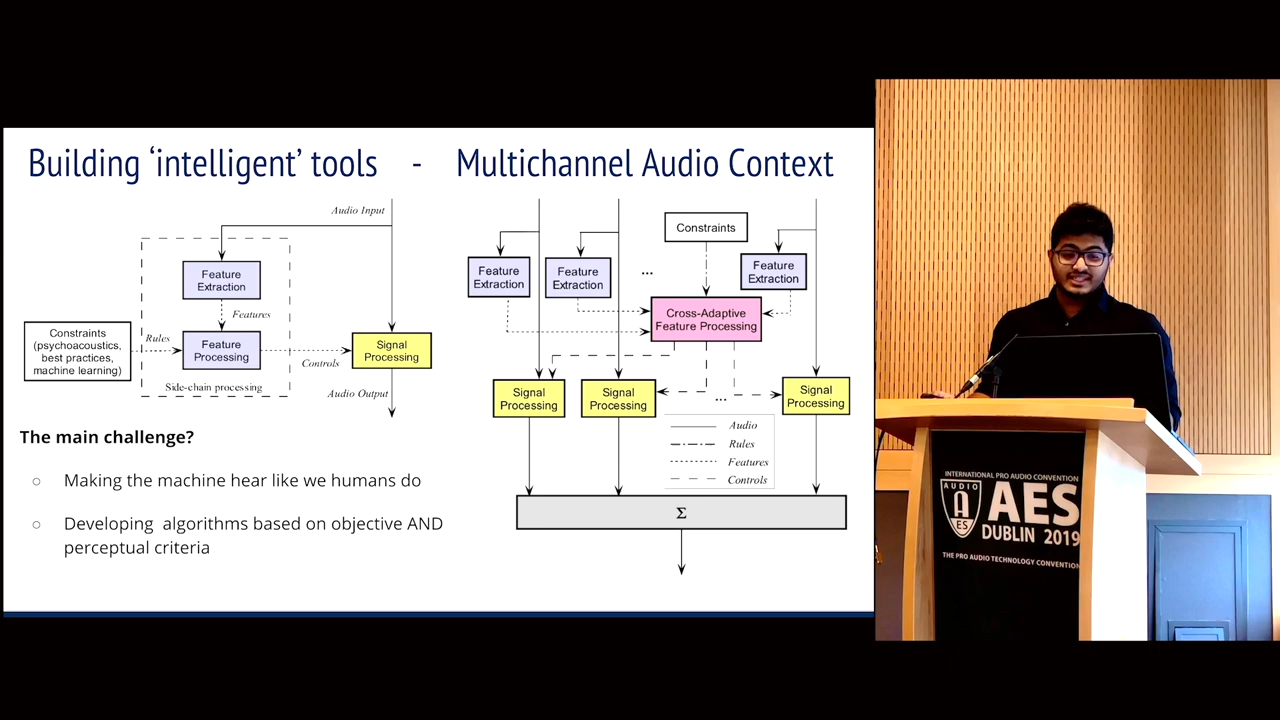 Building ‘intelligent’ tools - Multichannel Audio Context
Audio Input
Feature
Extraction
Features
Constraints
(psychoacoustics,
best practices,
machine learning)
Rules
Feature
Processing
Controls
Signal
Processing
Side-chain processing
Audio Output
The main challenge?
○ Making the machine hear like we humans do
○ Developing algorithms based on objective AND
perceptual criteria
Constraints
Feature
Extraction
Feature
Extraction
...
Feature
Extraction
Cross-Adaptive
Feature Processing
Signal
Processing
Signal
Processing
...
Signal
Processing
Audio
Rules
Features
Controls
Σ
INTERNATIONAL PRO AUDIO CONVENTION
AUDIO
A
ES
AES
DUBLIN 2019
THE PRO AUDIO TECHNOLOGY CONVENTION